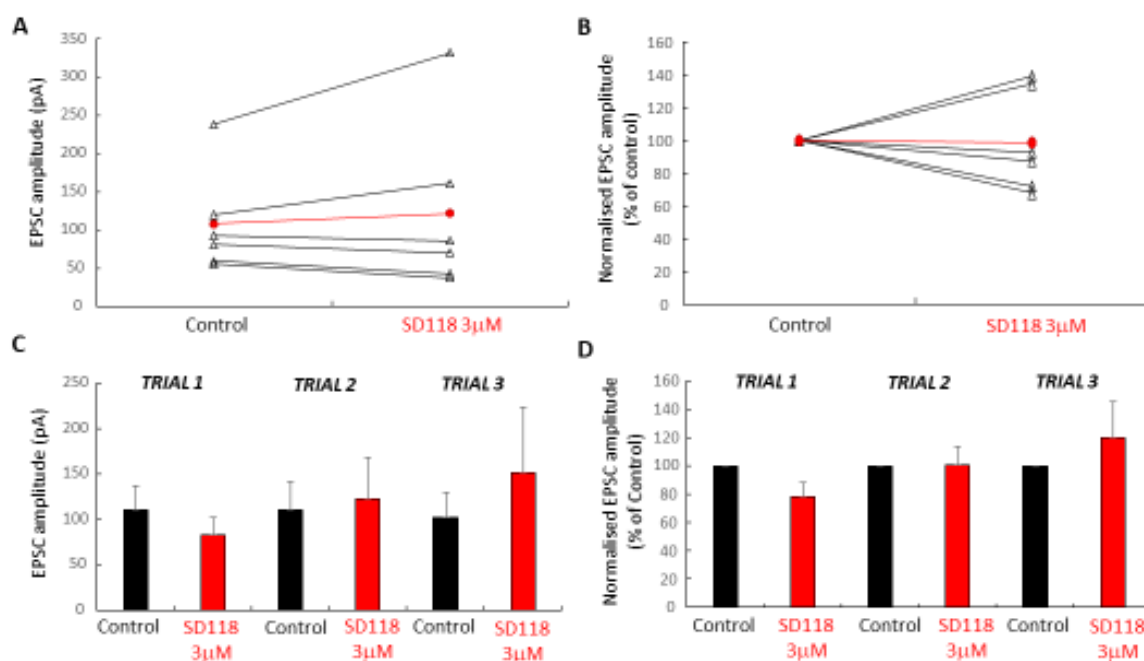 A
EPSC amplitude (pA)
350
300
250
200
150
100
50
0
Control
SD118 3μM
B
Normalised EPSC amplitude
(% of control)
160
140
120
100
80
60
40
20
0
Control
SD118 3μM
C
EPSC amplitude (pA)
250
200
150
100
50
0
TRIAL 1
TRIAL 2
TRIAL 3
Control
SD118
3μM
Control
SD118
3μM
Control
SD118
3μM
D
Normalised EPSC amplitude
(% of Control)
160
140
120
100
80
60
40
20
0
TRIAL 1
TRIAL 2
TRIAL 3
Control
SD118
3μM
Control
SD118
3μM
Control
SD118
3μM